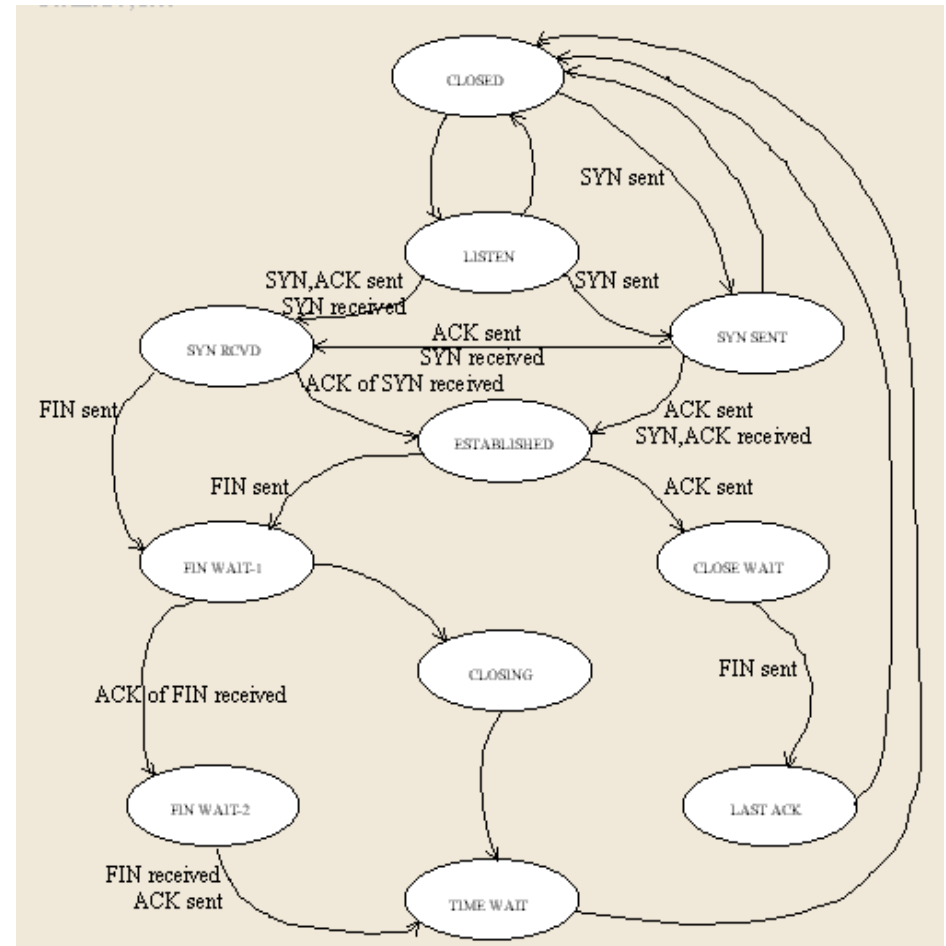 CLOSED
SYN sent
LISTEN
SYN,ACK sent
SYN received
SYN sent
SYN RCVD
ACK sent
SYN received
SYN SENT
ACK of SYN received
FIN sent
ACK sent
SYN,ACK received
ESTABLISHED
FIN sent
ACK sent
FIN WAIT-1
CLOSE WAIT
CLOSING
FIN sent
ACK of FIN received
FIN WAIT-2
LAST ACK
FIN received
ACK sent
TIME WAIT